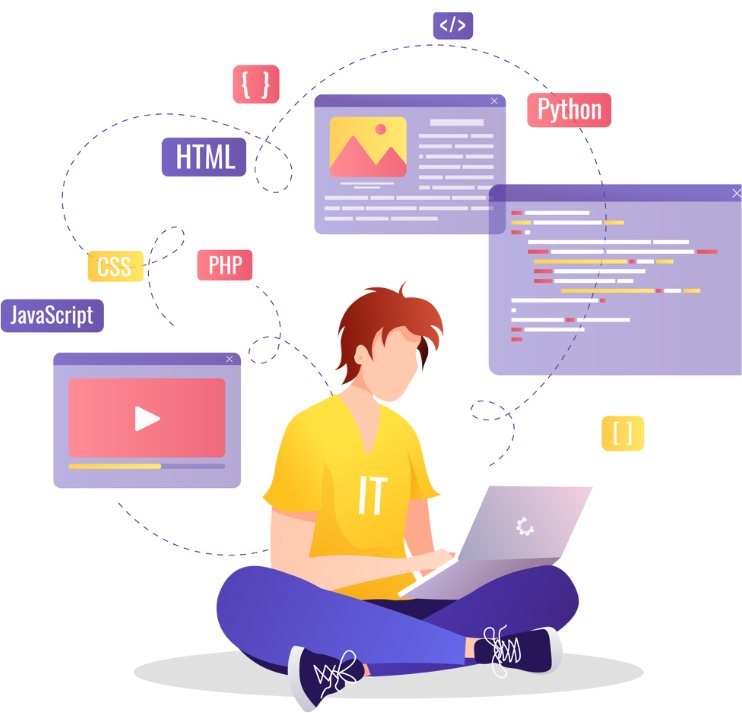 </>
{ }
Python
HTML
CSS
PHP
JavaScript
[ ]
IT